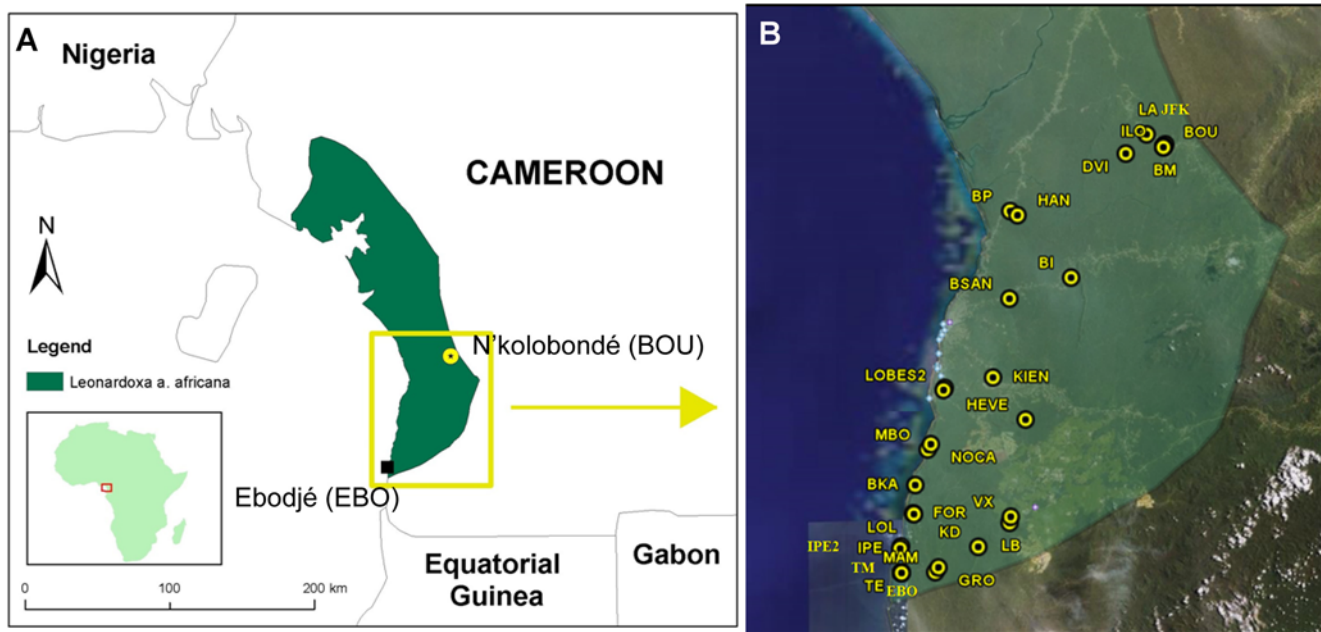 A
Nigeria
CAMEROON
N
N'kolobondé (BOU)
Legend
Leonardoxa a. africana
Ebodjé (EBO)
Equatorial
Guinea
Gabon
0
100
200 km
B
LA JFK
ILO
BOU
DVI
BM
BP
HAN
BI
BSAN
LOBES2
KIEN
HEVE
MBO
NOCA
BKA
VX
FOR
LOL
KD
LB
IPE2
IPE
MAM
TM
TE
GRO
EBO